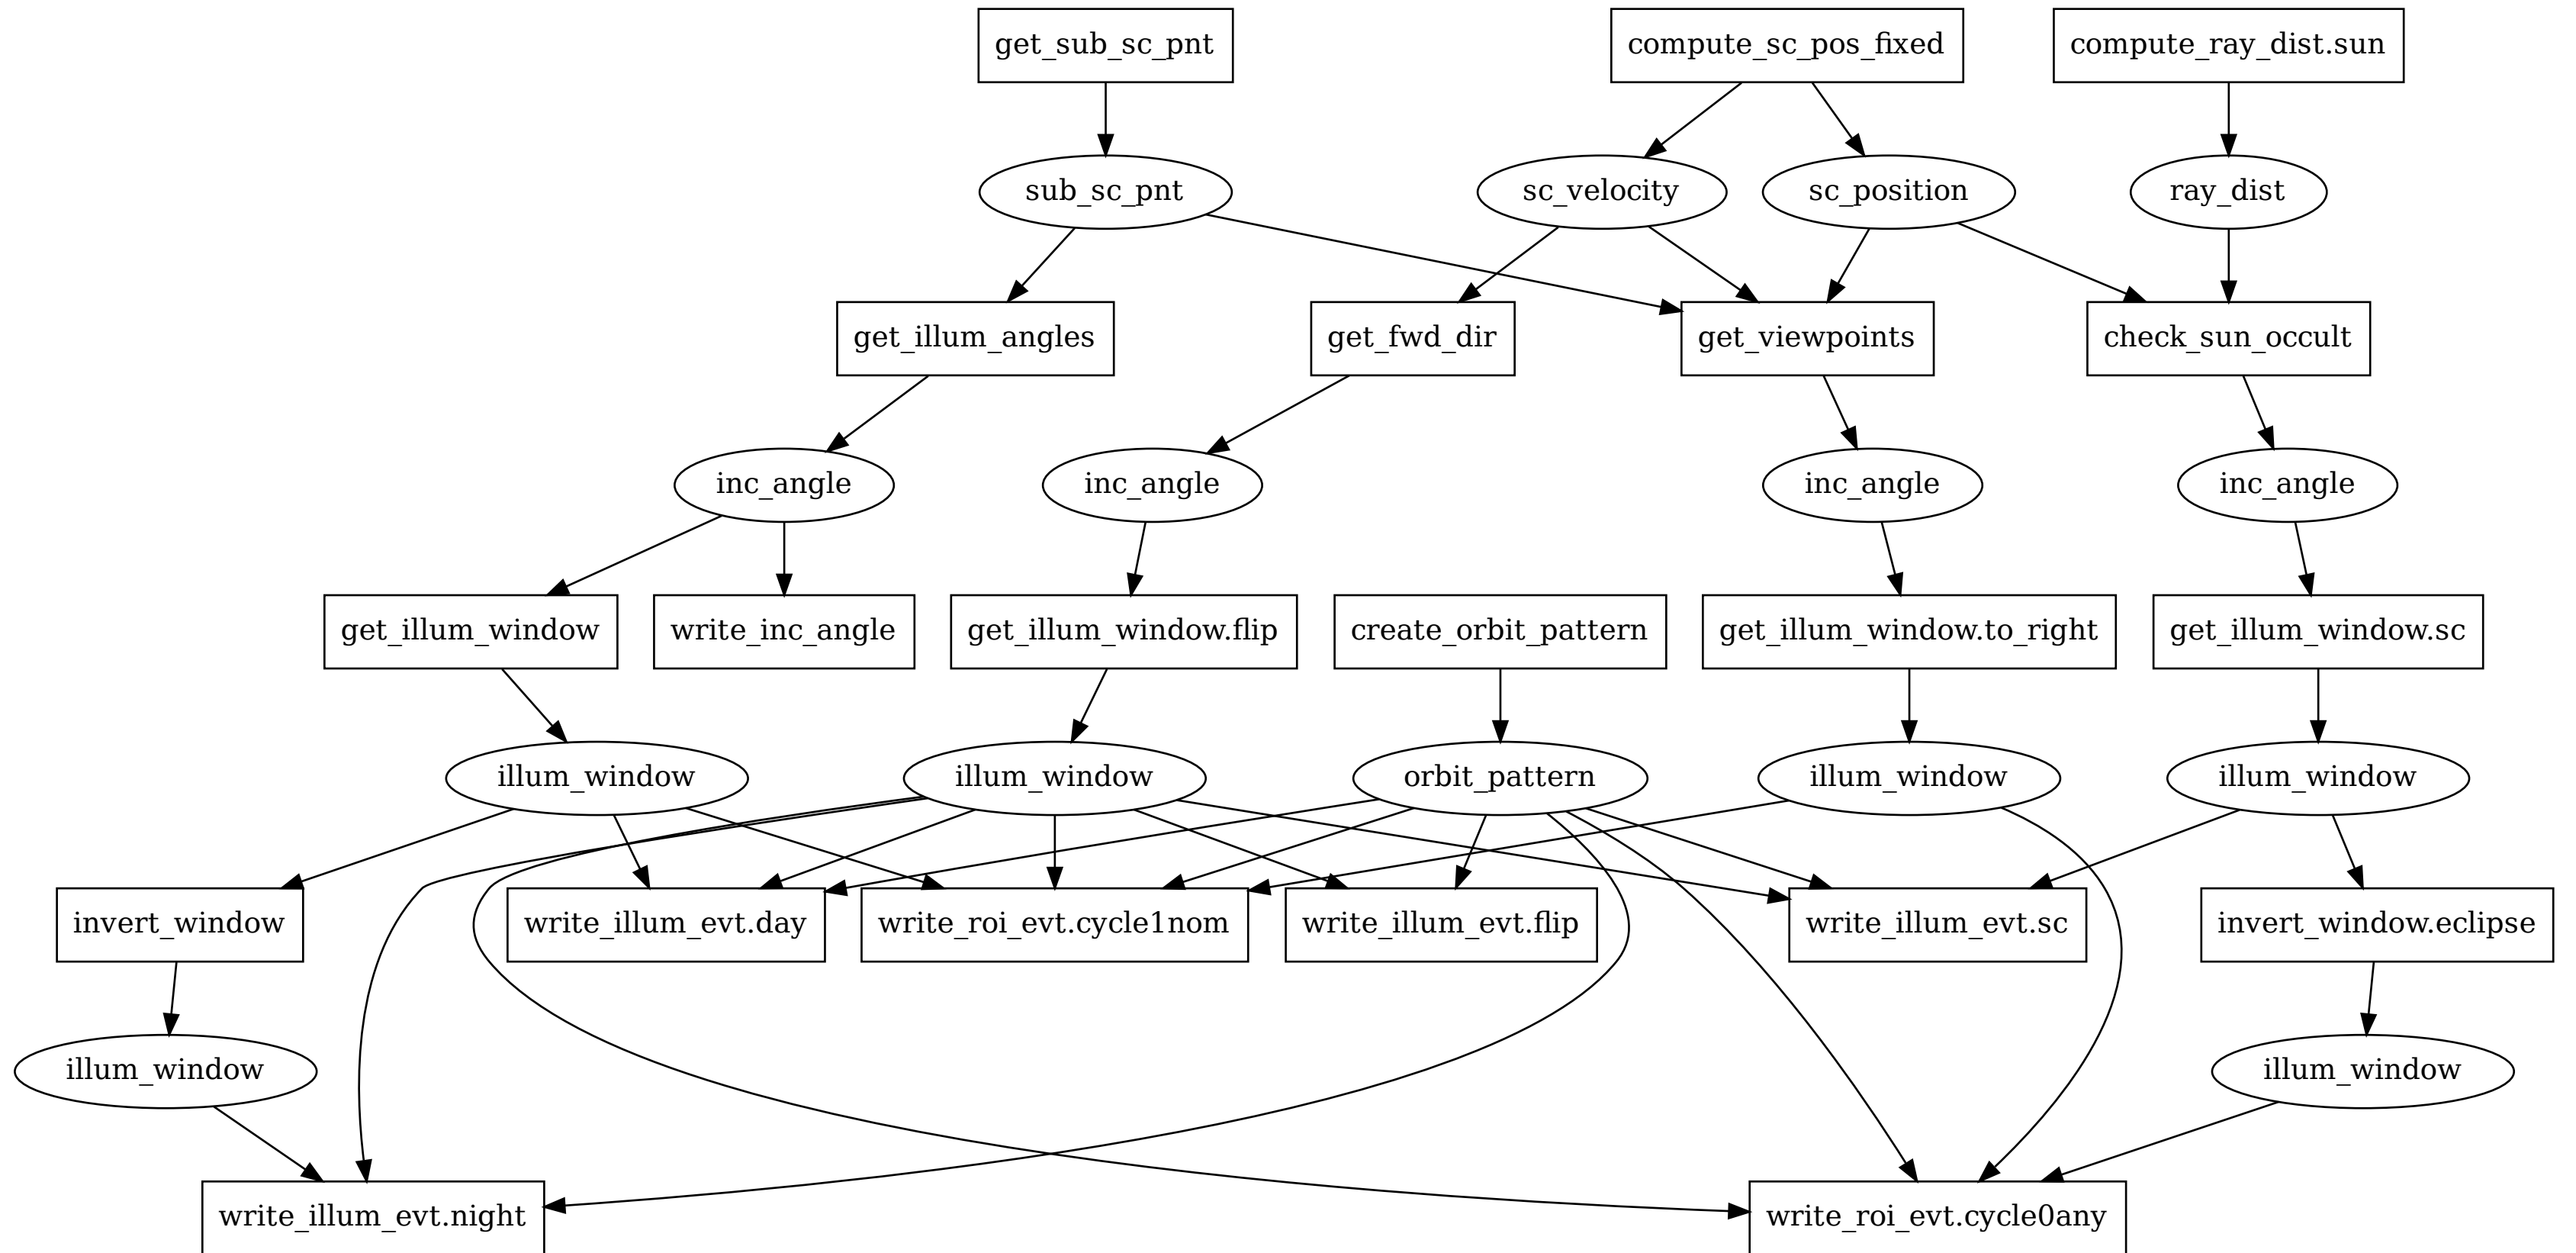 get_sub_sc_pnt
compute_sc_pos_fixed
compute_ray_dist.sun
sub_sc_pnt
sc_velocity
sc_position
ray_dist
get_illum_angles
get_fwd_dir
get_viewpoints
check_sun_occult
inc_angle
inc_angle
inc_angle
inc_angle
get_illum_window
write_inc_angle
get_illum_window.flip
create_orbit_pattern
get_illum_window.to_right
get_illum_window.sc
illum_window
illum_window
orbit_pattern
illum_window
illum_window
invert_window
write_illum_evt.day
write_roi_evt.cycle1nom
write_illum_evt.flip
write_illum_evt.sc
invert_window.eclipse
illum_window
illum_window
write_illum_evt.night
write_roi_evt.cycle0any